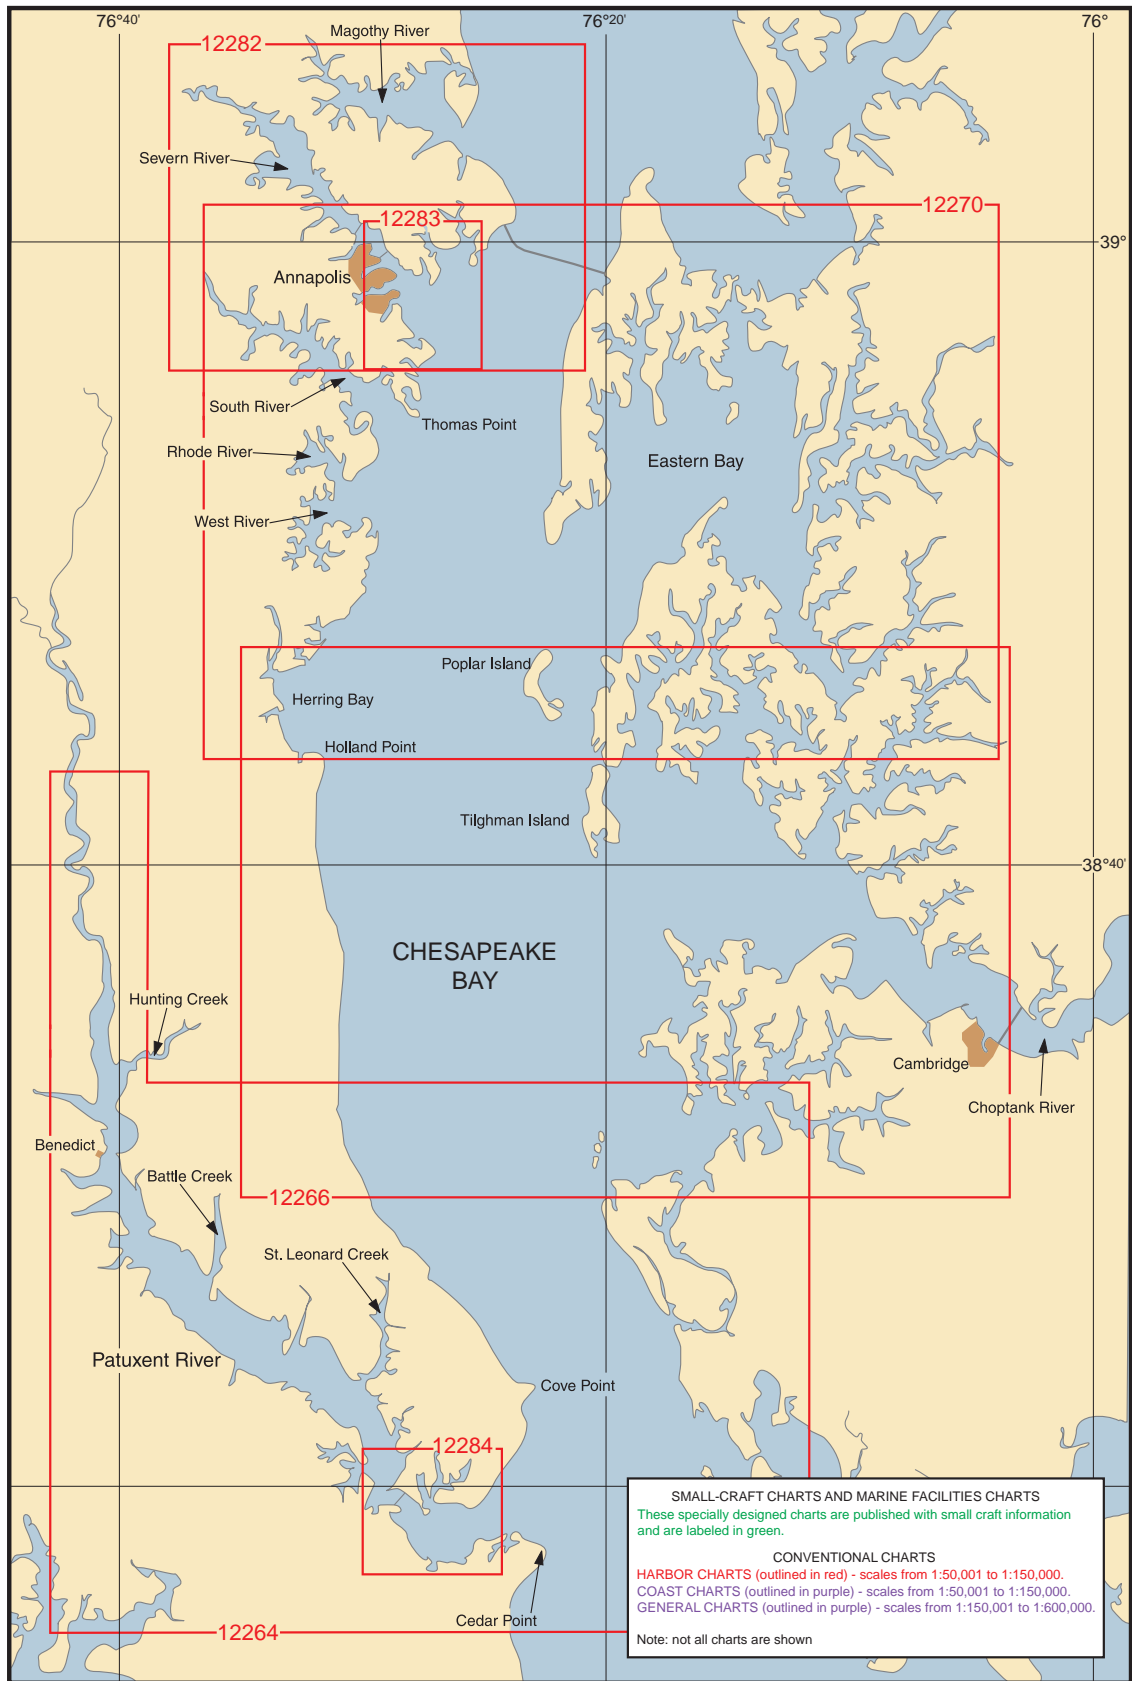 76°40'
76°20'
76°
Magothy River
12282
Severn River
12270
12283
39°
Annapolis
South River
Thomas Point
Rhode River
Eastern Bay
West River
Poplar Island
Herring Bay
Holland Point
Tilghman Island
38°40'
CHESAPEAKE
BAY
Hunting Creek
Cambridge
Choptank River
Benedict
Battle Creek
12266
St. Leonard Creek
Patuxent River
Cove Point
12284
Cedar Point
12264
SMALL-CRAFT CHARTS AND MARINE FACILITIES CHARTS
These specially designed charts are published with small craft information
and are labeled in green.
CONVENTIONAL CHARTS
HARBOR CHARTS (outlined in red) - scales from 1:50,001 to 1:150,000.
COAST CHARTS (outlined in purple) - scales from 1:50,001 to 1:150,000.
GENERAL CHARTS (outlined in purple) - scales from 1:150,001 to 1:600,000.
Note: not all charts are shown